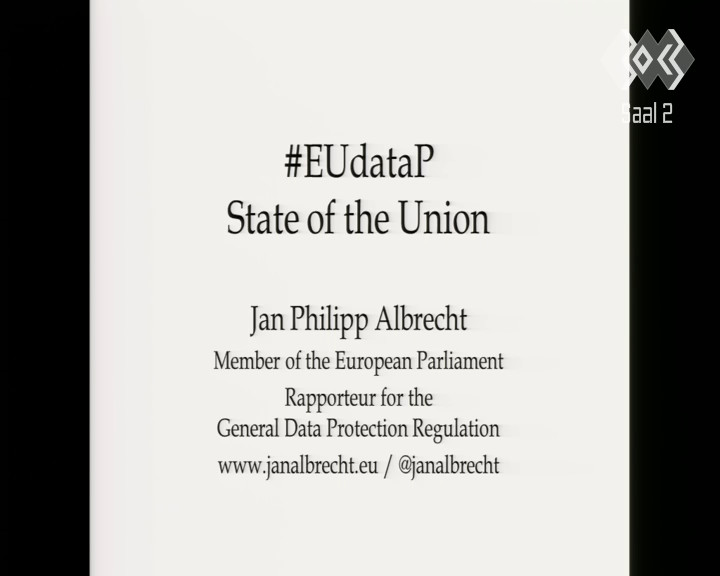 #EUdataP
State of the Union
Jan Philipp Albrecht
Member of the European Parliament
Rapporteur for the
General Data Protection Regulation
www.janalbrecht.eu / @janalbrecht
Saal 2